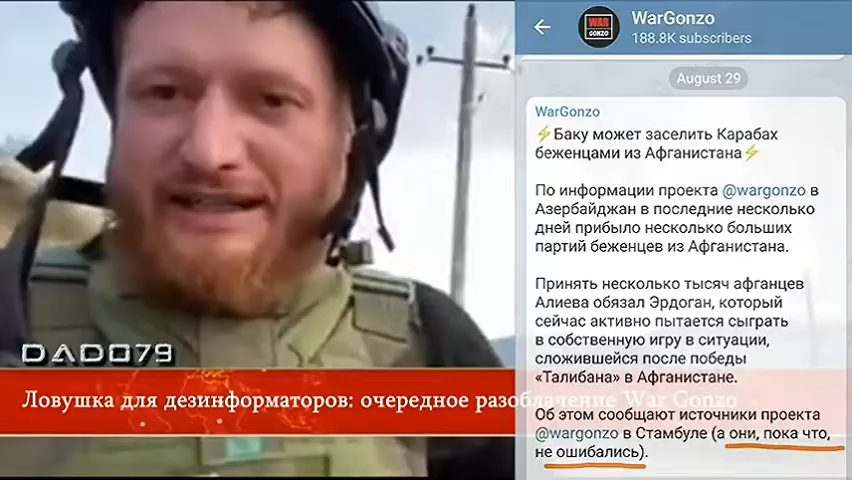 WarGonzo
188.8K subscribers
WAR
GONZO
August 29
WarGonzo
⚡Баку может заселить Карабах
беженцами из Афганистана⚡
По информации проекта @wargonzo в
Азербайджан в последние несколько
дней прибыло несколько больших
партий беженцев из Афганистана.
Принять несколько тысяч афганцев
Алиева обязал Эрдоган, который
сейчас активно пытается сыграть
в собственную игру в ситуации,
сложившейся после победы
«Талибана» в Афганистане.
Об этом сообщают источники проекта
@wargonzo в Стамбуле (а они, пока что,
не ошибались).
DADO79
Ловушка для дезинформаторов: очередное разоблачение War Gonzo